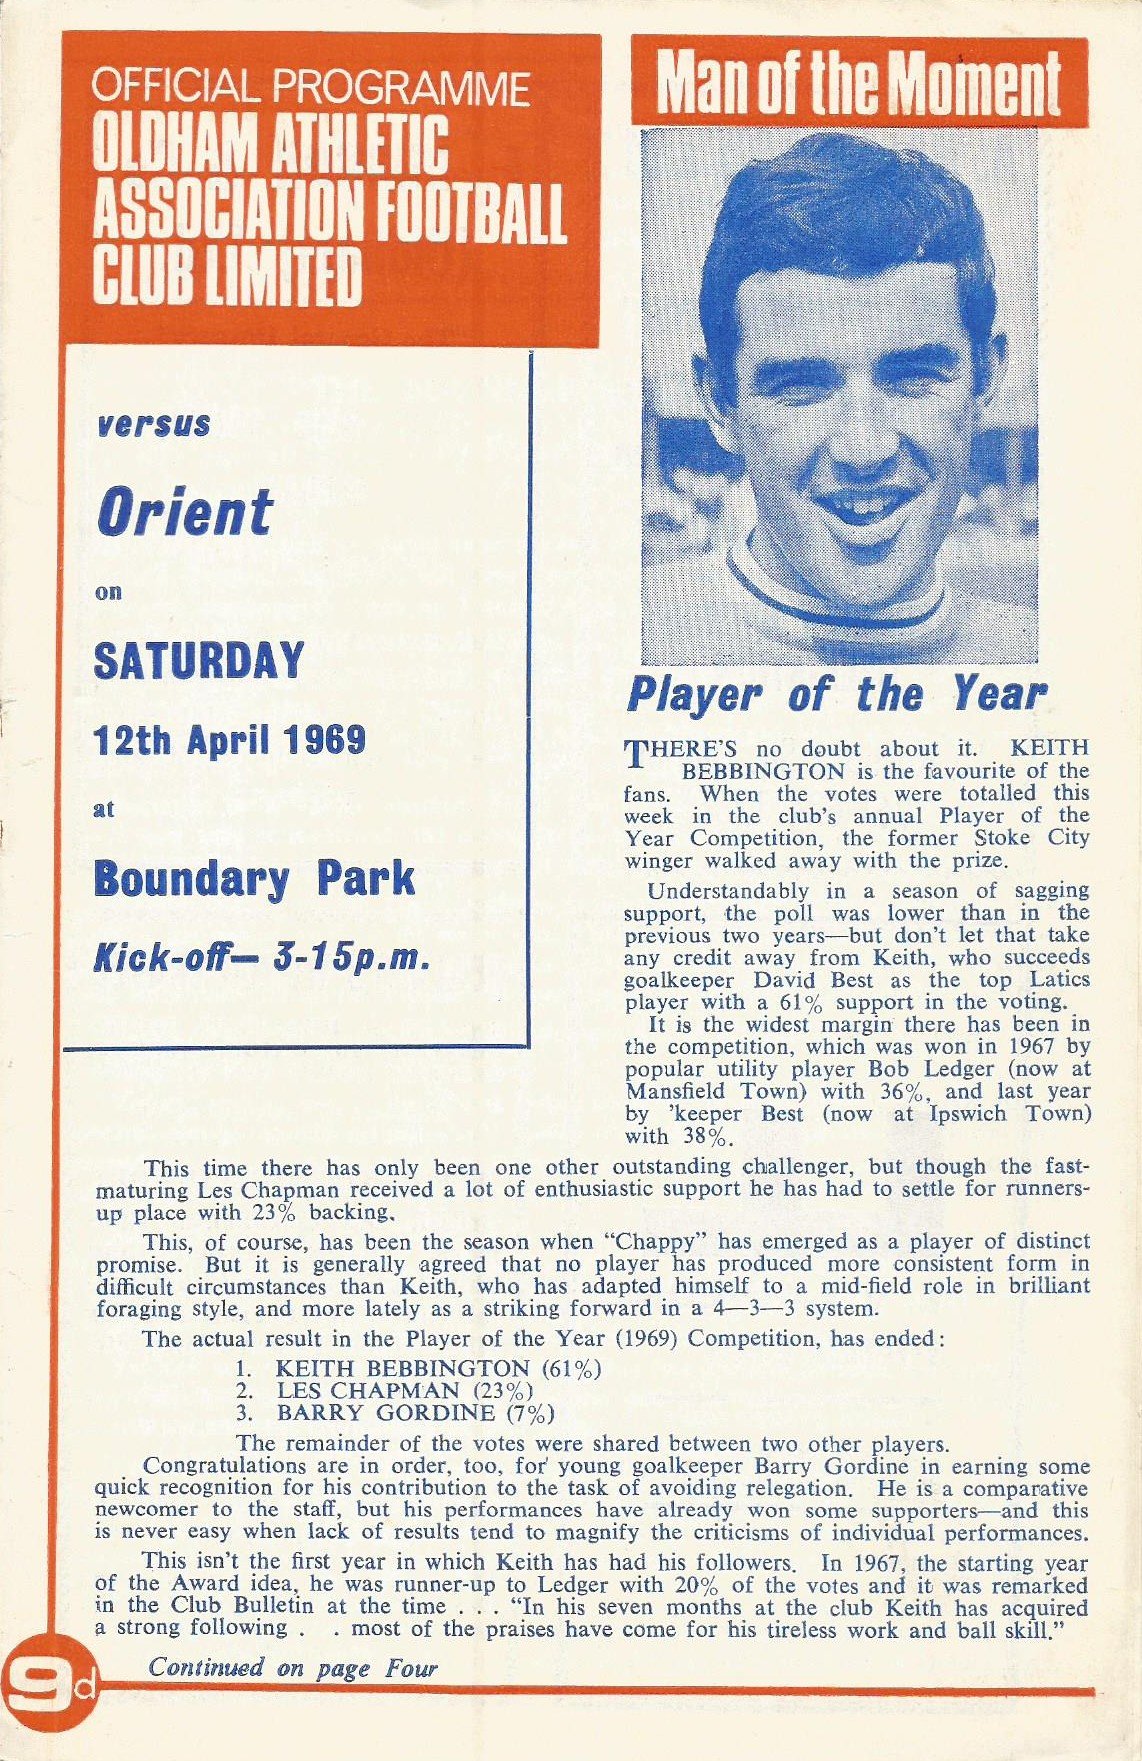 OFFICIAL PROGRAMME
OLDHAM ATHLETIC
ASSOCIATION FOOTBALL
CLUB LIMITED
versus
Orient
on
SATURDAY
12th April 1969
at
Boundary Park
Kick-off— 3-15p.m.
Man of the Moment
Player of the Year
THERE'S no doubt about it. KEITH
BEBBINGTON is the favourite of the
fans. When the votes were totalled this
week in the club's annual Player of the
Year Competition, the former Stoke City
winger walked away with the prize.
Understandably in a season of sagging
support, the poll was lower than in the
previous two years—but don't let that take
any credit away from Keith, who succeeds
goalkeeper David Best as the top Latics
player with a 61% support in the voting.
It is the widest margin there has been in
the competition, which was won in 1967 by
popular utility player Bob Ledger (now at
Mansfield Town) with 36%, and last year
by 'keeper Best (now at Ipswich Town)
with 38%.
This time there has only been one other outstanding challenger, but though the fast-
maturing Les Chapman received a lot of enthusiastic support he has had to settle for runners-
up place with 23% backing.
This, of course, has been the season when "Chappy" has emerged as a player of distinct
promise. But it is generally agreed that no player has produced more consistent form in
difficult circumstances than Keith, who has adapted himself to a mid-field role in brilliant
foraging style, and more lately as a striking forward in a 4—3—3 system.
The actual result in the Player of the Year (1969) Competition, has ended:
1. KEITH BEBBINGTON (61%)
2. LES CHAPMAN (23%)
3. BARRY GORDINE (7%)
The remainder of the votes were shared between two other players.
Congratulations are in order, too, for young goalkeeper Barry Gordine in earning some
quick recognition for his contribution to the task of avoiding relegation. He is a comparative
newcomer to the staff, but his performances have already won some supporters—and this
is never easy when lack of results tend to magnify the criticisms of individual performances.
This isn't the first year in which Keith has had his followers. In 1967, the starting year
of the Award idea, he was runner-up to Ledger with 20% of the votes and it was remarked
in the Club Bulletin at the time . . . "In his seven months at the club Keith has acquired
a strong following . . . most of the praises have come for his tireless work and ball skill."
Continued on page Four
9d